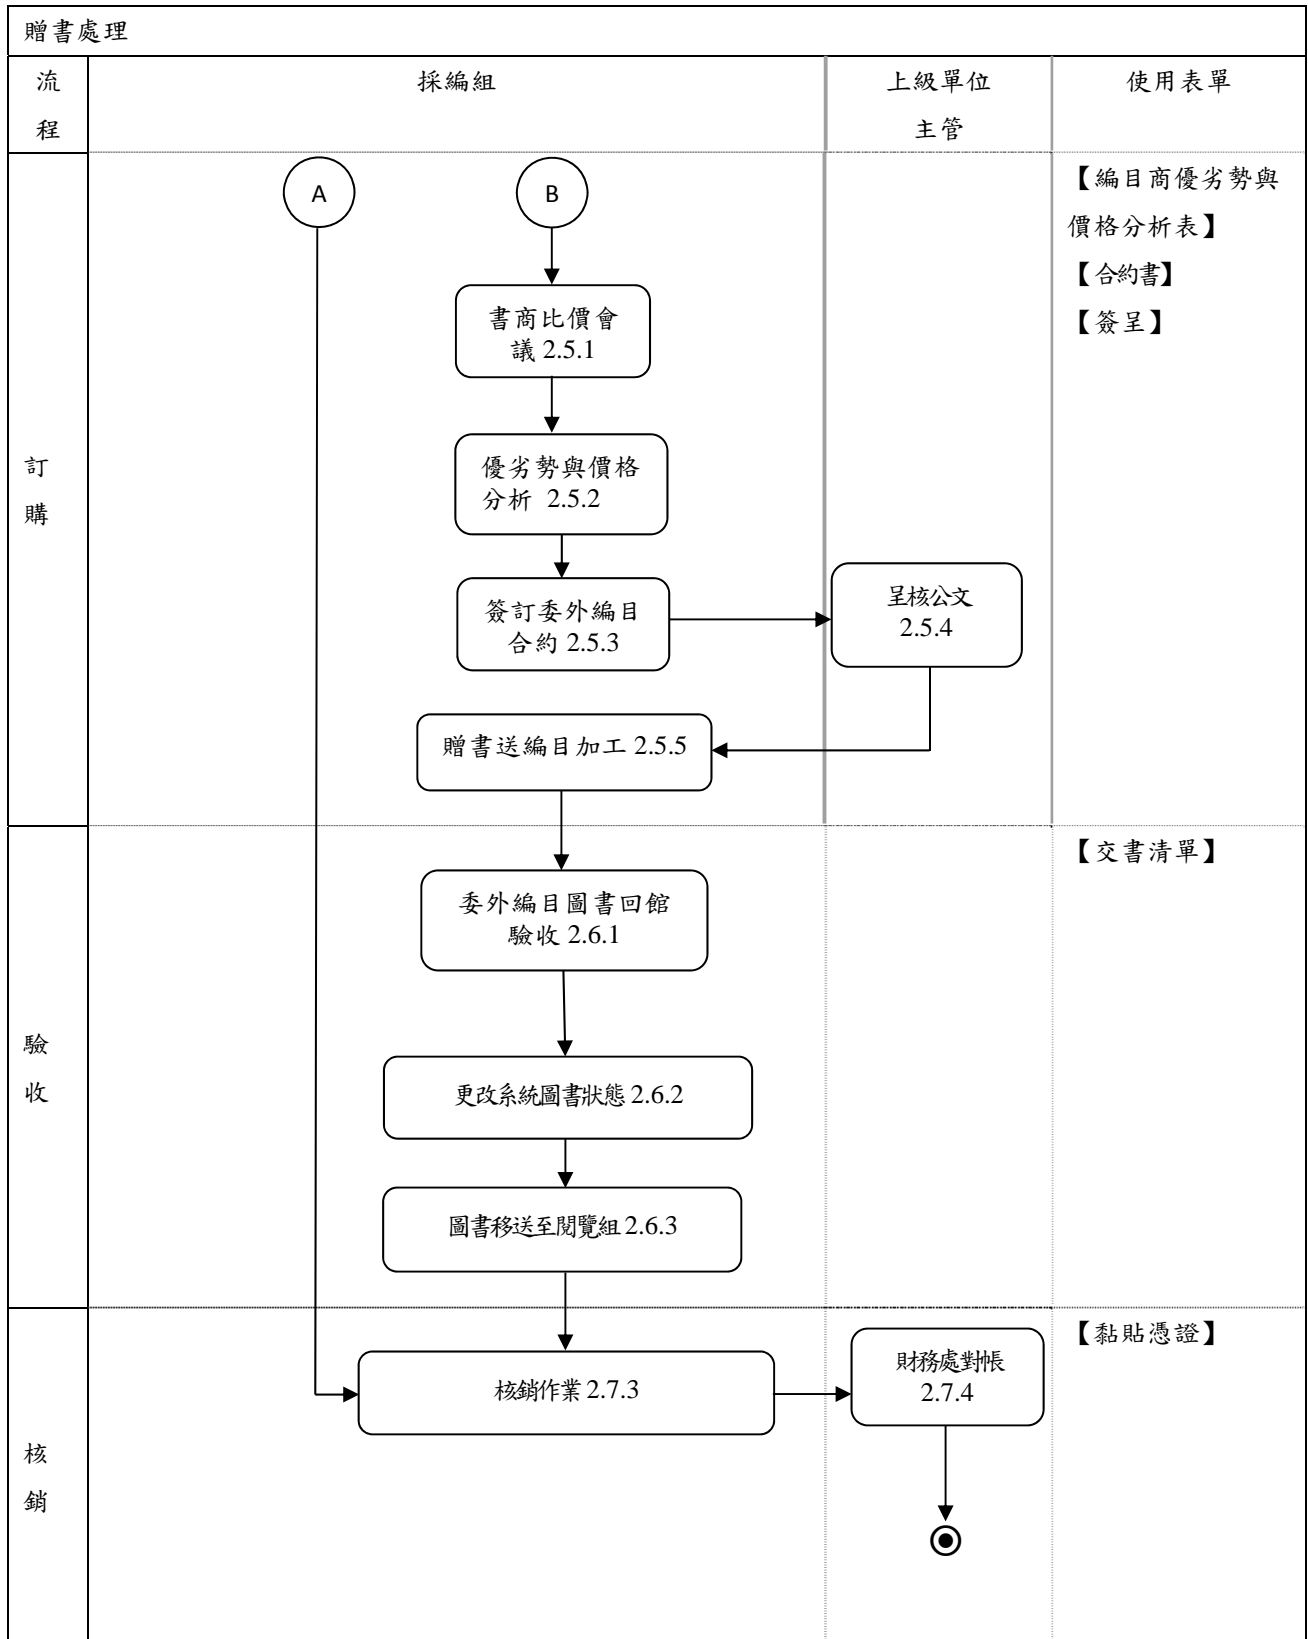 贈書處理
流
程
採編組
上級單位
主管
使用表單
訂
購
A
B
書商比價會
議 2.5.1
優劣勢與價格
分析 2.5.2
簽訂委外編目
合約 2.5.3
呈核公文
2.5.4
贈書送編目加工 2.5.5
【編目商優劣勢與
價格分析表】
【合約書】
【簽呈】
驗
收
委外編目圖書回館
驗收 2.6.1
更改系統圖書狀態 2.6.2
圖書移送至閱覽組 2.6.3
【交書清單】
核
銷
核銷作業 2.7.3
財務處對帳
2.7.4
【黏貼憑證】